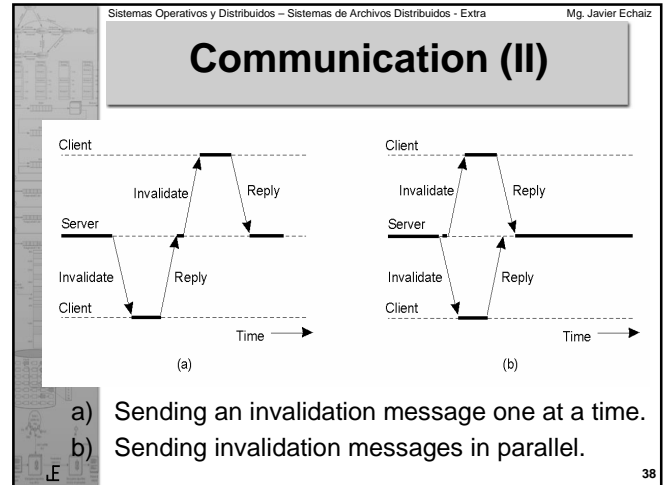 Sistemas Operativos y Distribuidos – Sistemas de Archivos Distribuidos - Extra Mg. Javier Echaiz
Communication (II)
Client
Invalidate Reply
Server
Invalidate Reply
Client
Time
(a)
Client
Invalidate Reply
Server
Invalidate Reply
Client
Time
(b)
a) Sending an invalidation message one at a time.
b) Sending invalidation messages in parallel.
JE
38